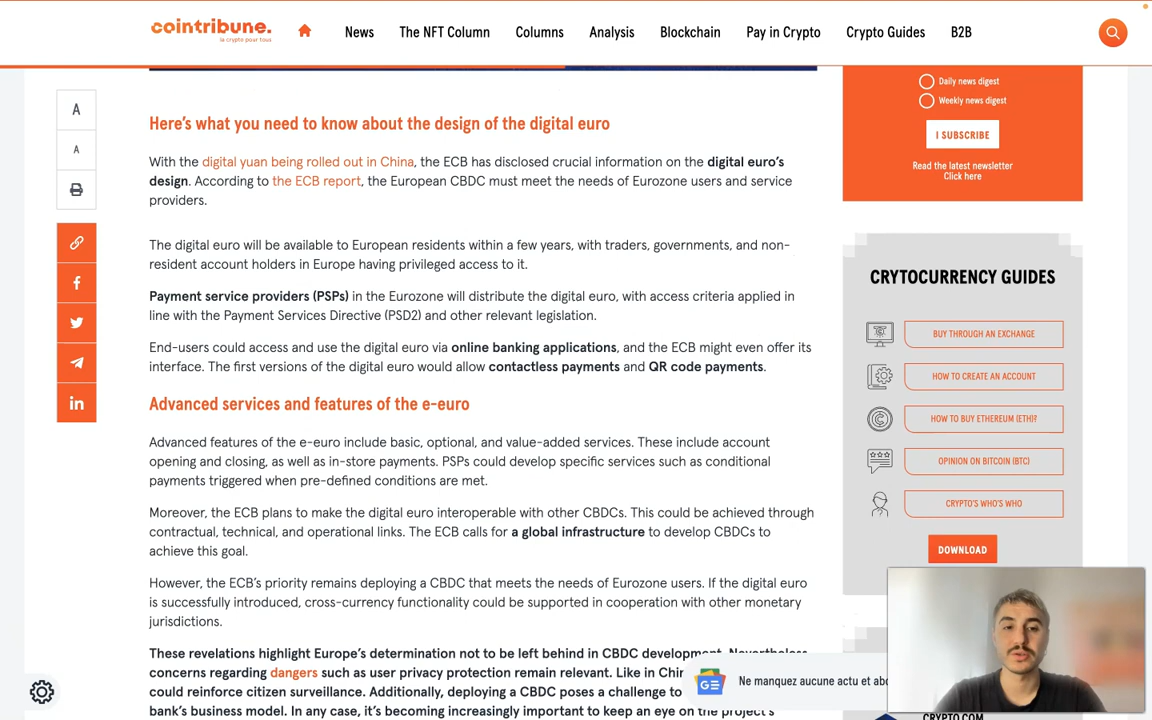 cointribune.
la crypto pour tous
News
The NFT Column
Columns
Analysis
Blockchain
Pay in Crypto
Crypto Guides
B2B
A
A
Here's what you need to know about the design of the digital euro
With the digital yuan being rolled out in China, the ECB has disclosed crucial information on the digital euro's
design. According to the ECB report, the European CBDC must meet the needs of Eurozone users and service
providers.
The digital euro will be available to European residents within a few years, with traders, governments, and non-
resident account holders in Europe having privileged access to it.
Payment service providers (PSPs) in the Eurozone will distribute the digital euro, with access criteria applied in
line with the Payment Services Directive (PSD2) and other relevant legislation.
End-users could access and use the digital euro via online banking applications, and the ECB might even offer its
interface. The first versions of the digital euro would allow contactless payments and QR code payments.
Advanced services and features of the e-euro
Advanced features of the e-euro include basic, optional, and value-added services. These include account
opening and closing, as well as in-store payments. PSPs could develop specific services such as conditional
payments triggered when pre-defined conditions are met.
Moreover, the ECB plans to make the digital euro interoperable with other CBDCs. This could be achieved through
contractual, technical, and operational links. The ECB calls for a global infrastructure to develop CBDCs to
achieve this goal.
However, the ECB's priority remains deploying a CBDC that meets the needs of Eurozone users. If the digital euro
is successfully introduced, cross-currency functionality could be supported in cooperation with other monetary
jurisdictions.
These revelations highlight Europe's determination not to be left behind in CBDC development. Nevertheless
concerns regarding dangers such as user privacy protection remain relevant. Like in Chin
could reinforce citizen surveillance. Additionally, deploying a CBDC poses a challenge to
bank's business model. In any case, it's becoming increasingly important to keep an eye on the project's
Daily news digest
Weekly news digest
I SUBSCRIBE
Read the latest newsletter
Click here
CRYTOCURRENCY GUIDES
BUY THROUGH AN EXCHANGE
HOW TO CREATE AN ACCOUNT
HOW TO BUY ETHEREUM (ETH)?
OPINION ON BITCOIN (BTC)
CRYPTO'S WHO'S WHO
DOWNLOAD
GE
Ne manquez aucune actu et abo
CRYPTO.COM